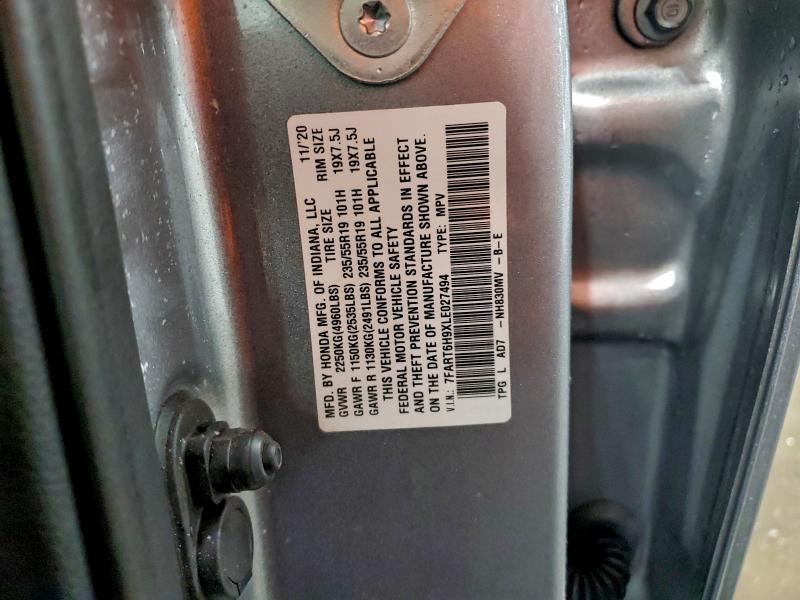 MFD. BY HONDA MFG. OF INDIANA, LLC 11/'20
GVWR 2250KG(4960LBS) TIRE SIZE RIM SIZE
GAWR F 1150KG(2535LBS) 235/55R19 101H 19X7.5J
GAWR R 1130KG(2491LBS) 235/55R19 101H 19X7.5J
THIS VEHICLE CONFORMS TO ALL APPLICABLE
FEDERAL MOTOR VEHICLE SAFETY
AND THEFT PREVENTION STANDARDS IN EFFECT
ON THE DATE OF MANUFACTURE SHOWN ABOVE.
V.I.N.: 7FART6H9XLE027494 TYPE: MPV
TPG L AD7 -NH830MV -B-E